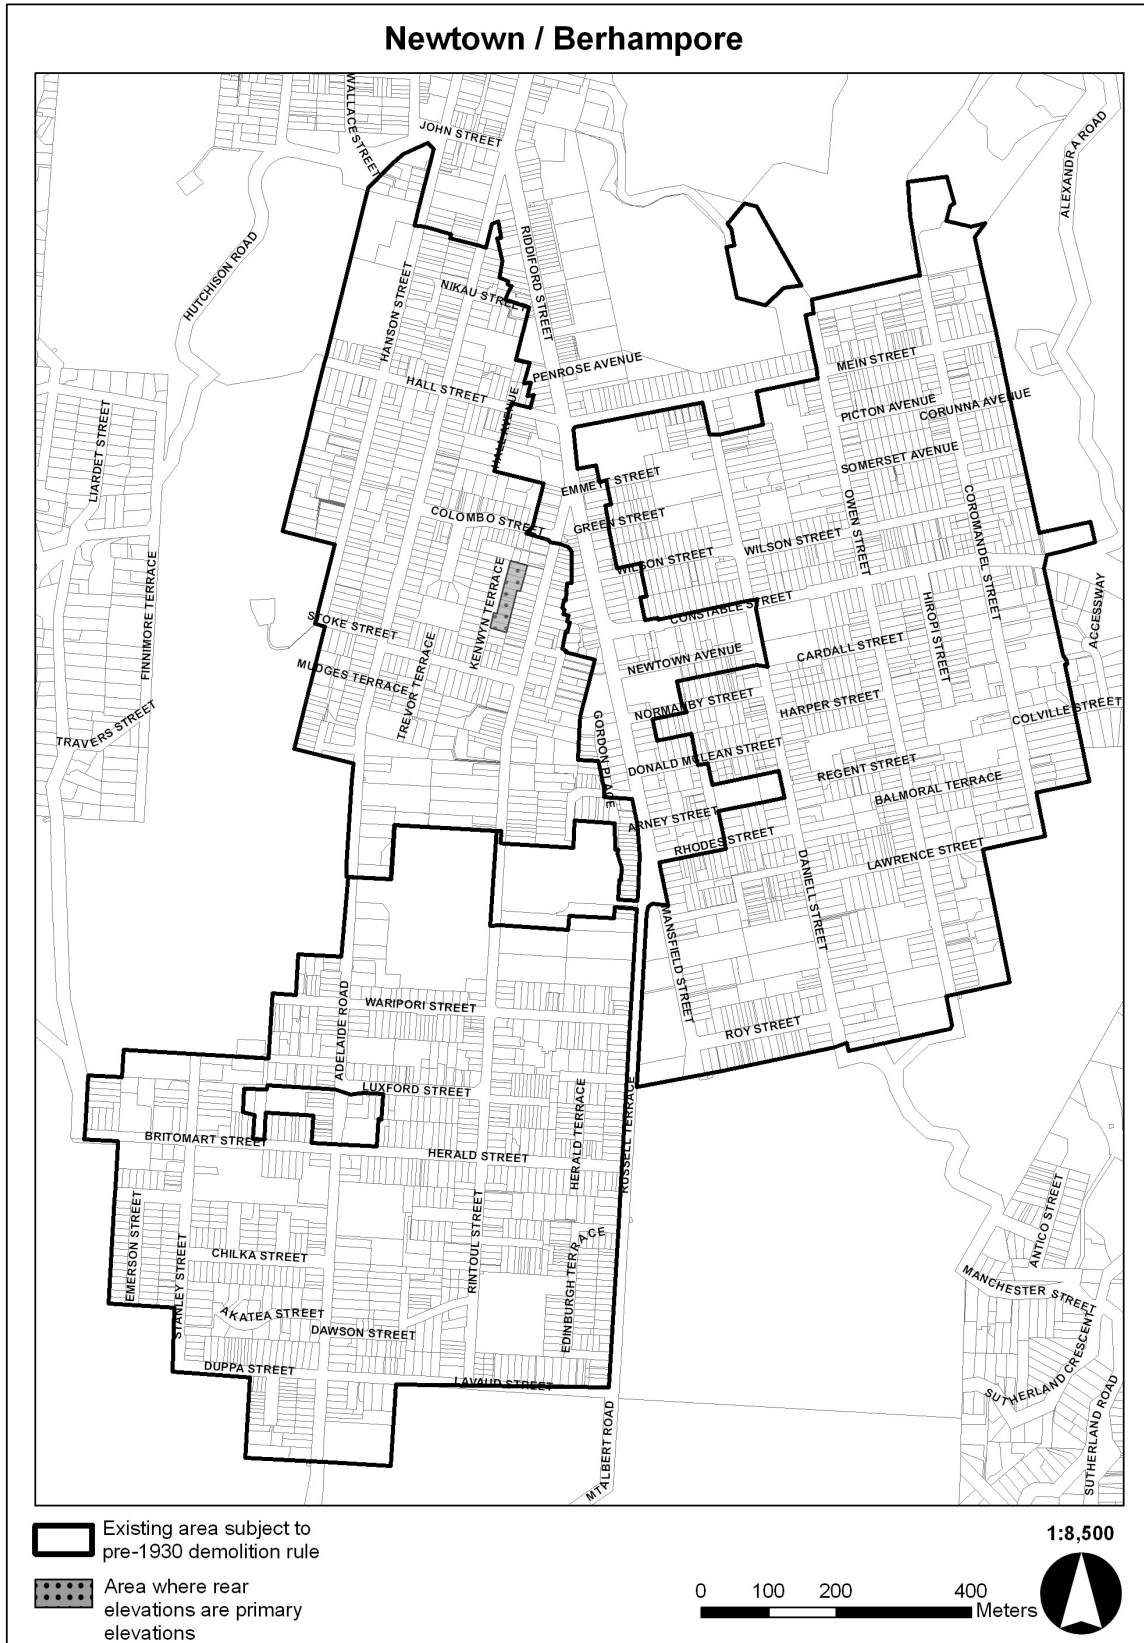 Newtown / Berhampore
WALLACE STREET
JOHN STREET
ALEXANDRA ROAD
RIDDIFORD STREET
HUTCHISON ROAD
HANSON STREET
NIKAU STREET
MEIN STREET
PENROSE AVENUE
HALL STREET
HALL AVENUE
PICTON AVENUE
CORUNNA AVENUE
LIARDET STREET
SOMERSET AVENUE
EMMETT STREET
COLOMBO STREET
GREEN STREET
OWEN STREET
COROMANDEL STREET
WILSON STREET
WILSON STREET
FINNIMORE TERRACE
KENWYN TERRACE
CONSTABLE STREET
HIROPI STREET
ACCESSWAY
STOKE STREET
NEWTOWN AVENUE
CARDALL STREET
MUDGES TERRACE
TREVOR TERRACE
NORMANBY STREET
HARPER STREET
COLVILLE STREET
TRAVERS STREET
GORDON PLACE
DONALD MCLEAN STREET
REGENT STREET
BALMORAL TERRACE
ARNEY STREET
RHODES STREET
LAWRENCE STREET
DANIELL STREET
MANSFIELD STREET
WARIPORI STREET
ADELAIDE ROAD
ROY STREET
LUXFORD STREET
HERALD TERRACE
RUSSELL TERRACE
BRITOMART STREET
HERALD STREET
EMERSON STREET
STANLEY STREET
CHILKA STREET
RINTOUL STREET
EDINBURGH TERRACE
ANTICO STREET
MANCHESTER STREET
AKATEA STREET
DAWSON STREET
DUPPA STREET
LAVAUD STREET
SUTHERLAND CRESCENT
SUTHERLAND ROAD
MT ALBERT ROAD
Existing area subject to
pre-1930 demolition rule
Area where rear
elevations are primary
elevations
1:8,500
0 100 200 400
Meters